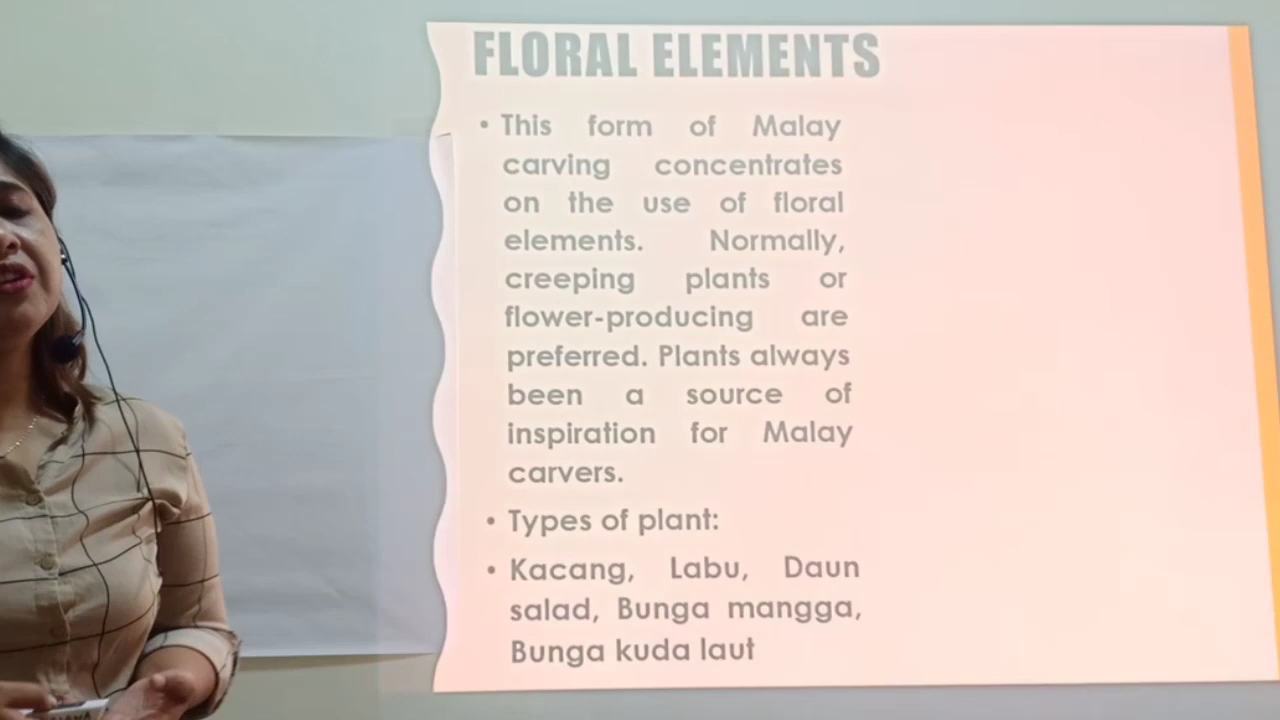 FLORAL ELEMENTS
• This form of Malay
carving concentrates
on the use of floral
elements. Normally,
creeping plants or
flower-producing are
preferred. Plants always
been a source of
inspiration for Malay
carvers.
• Types of plant:
• Kacang, Labu, Daun
salad, Bunga mangga,
Bunga kuda laut